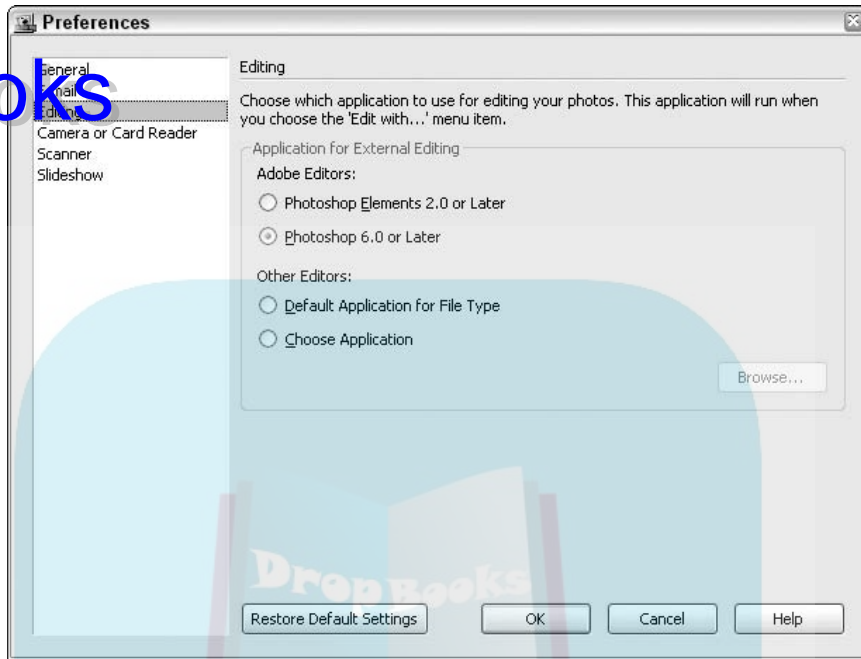 Preferences
General
Email
Editing
Camera or Card Reader
Scanner
Slideshow
Editing
Choose which application to use for editing your photos. This application will run when
you choose the 'Edit with...' menu item.
Application for External Editing
Adobe Editors:
Photoshop Elements 2.0 or Later
Photoshop 6.0 or Later
Other Editors:
Default Application for File Type
Choose Application
Browse...
DropBooks
Restore Default Settings
OK
Cancel
Help